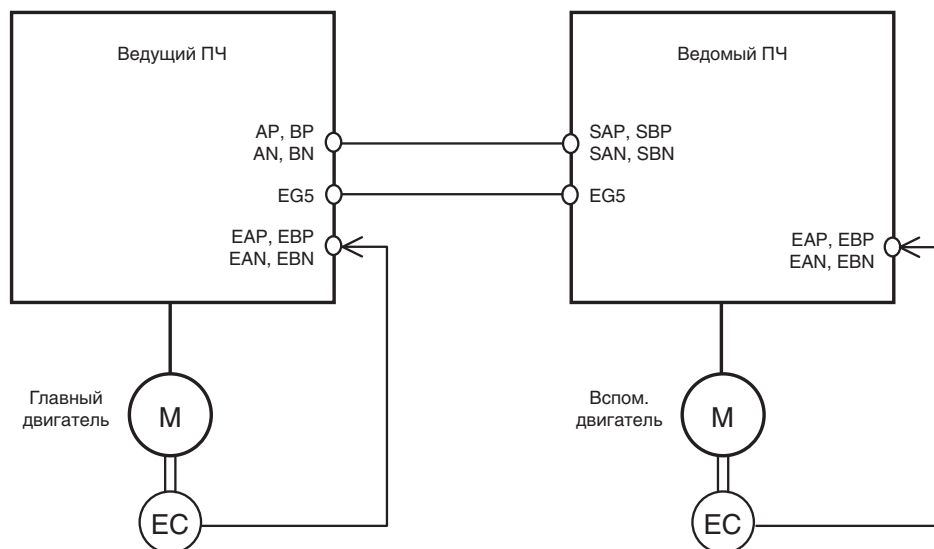 Ведущий ПЧ
AP, BP
AN, BN
EG5
EAP, EBP
EAN, EBN
Главный
двигатель
M
EC
Ведомый ПЧ
SAP, SBP
SAN, SBN
EG5
EAP, EBP
EAN, EBN
Вспом.
двигатель
M
EC